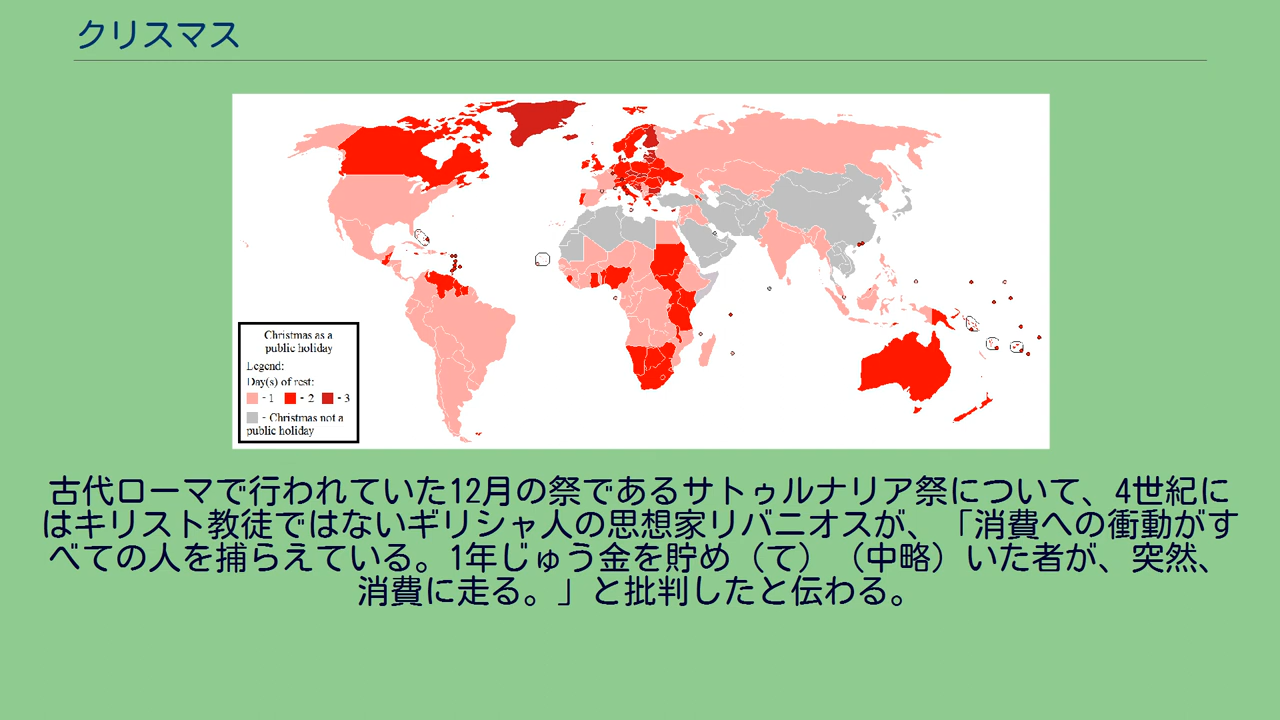 クリスマス
Christmas as a
public holiday
Legend:
Day(s) of rest:
- 1 - 2 - 3
- Christmas not a
public holiday
古代ローマで行われていた12月の祭であるサトゥルナリア祭について、4世紀に
はキリスト教徒ではないギリシャ人の思想家リバニオスが、「消費への衝動がす
べての人を捕らえている。1年じゅう金を貯め（て）（中略）いた者が、突然、
消費に走る。」と批判したと伝わる。